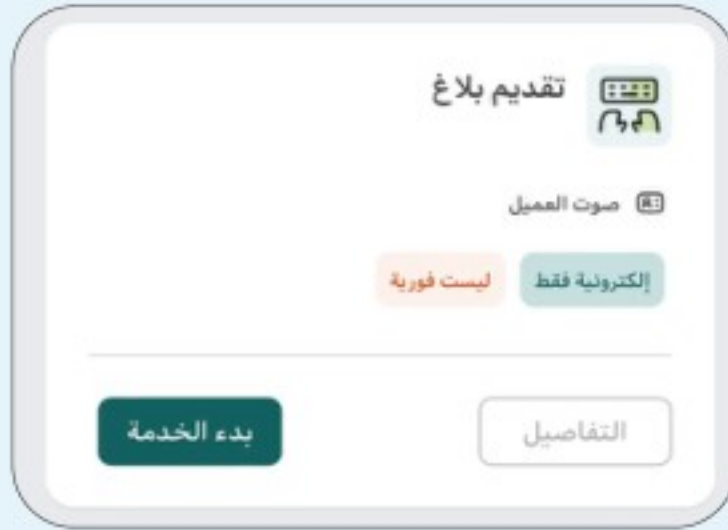 تقديم بلاغ
صوت العميل
إلكترونية فقط ليست فورية
التفاصيل بدء الخدمة